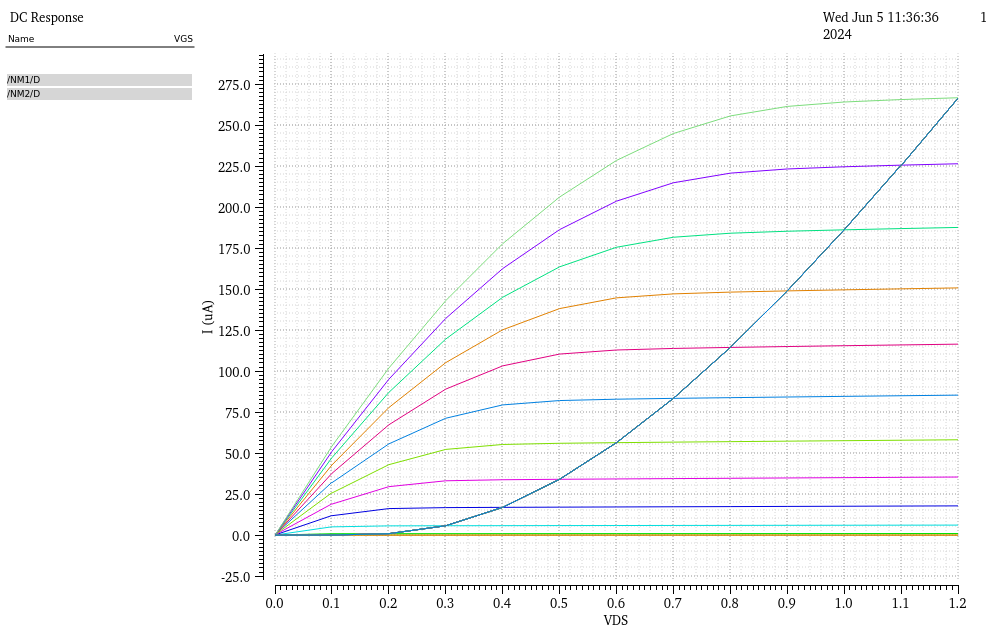 DC Response
Wed Jun 5 11:36:36 2024
1
Name VGS
/NM1/D
/NM2/D
I (uA)
275.0
250.0
225.0
200.0
175.0
150.0
125.0
100.0
75.0
50.0
25.0
0.0
-25.0
0.0 0.1 0.2 0.3 0.4 0.5 0.6 0.7 0.8 0.9 1.0 1.1 1.2
VDS